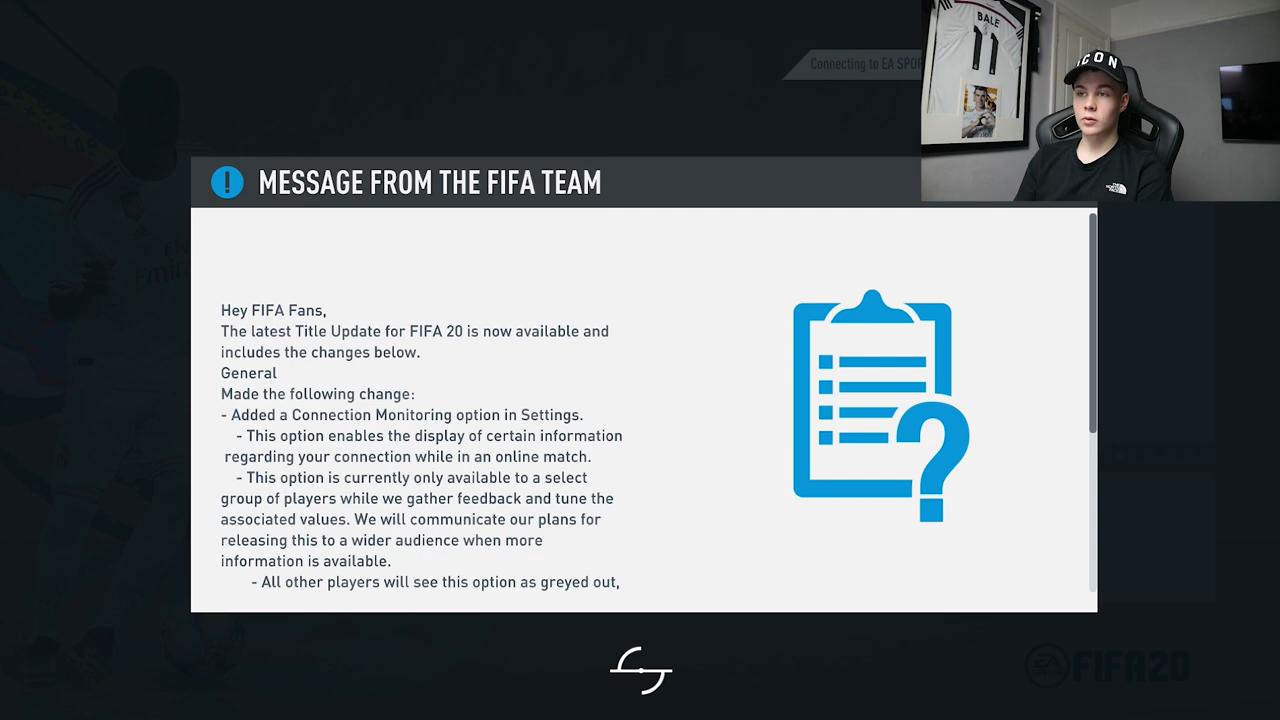 BALE
11
ICON
Connecting to EA SPOR
THE
NORTH
FACE
MESSAGE FROM THE FIFA TEAM
Hey FIFA Fans,
The latest Title Update for FIFA 20 is now available and
includes the changes below.
General
Made the following change:
- Added a Connection Monitoring option in Settings.
- This option enables the display of certain information
regarding your connection while in an online match.
- This option is currently only available to a select
group of players while we gather feedback and tune the
associated values. We will communicate our plans for
releasing this to a wider audience when more
information is available.
- All other players will see this option as greyed out,
EA SPORTS FIFA20